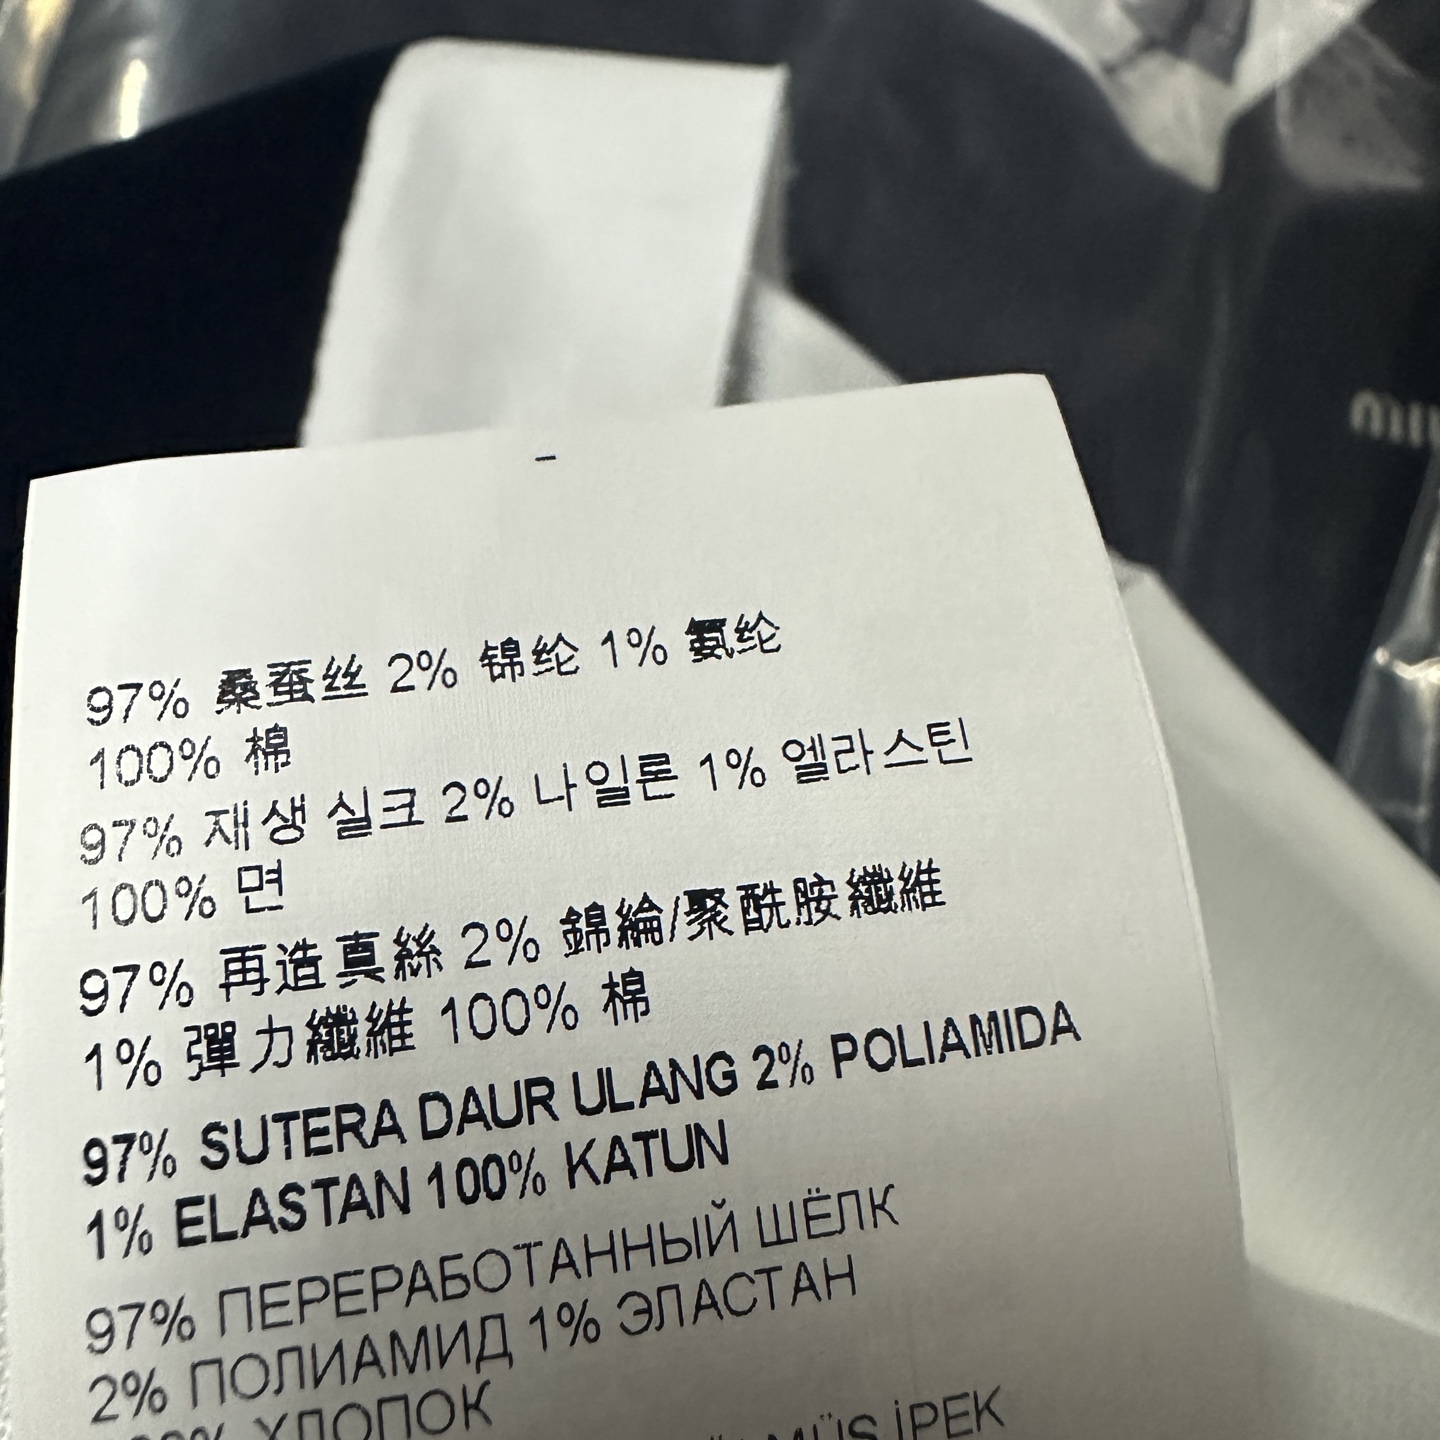 97% 桑蚕丝 2% 锦纶 1% 氨纶
100% 棉
97% 재생 실크 2% 나일론 1% 엘라스틴
100% 면
97% 再造真絲 2% 錦綸/聚酰胺纖維
1% 彈力纖維 100% 棉
97% SUTERA DAUR ULANG 2% POLIAMIDA
1% ELASTAN 100% KATUN
97% ПЕРЕРАБОТАННЫЙ ШЁЛК
2% ПОЛИАМИД 1% ЭЛАСТАН
ХЛОПОК
İPEK